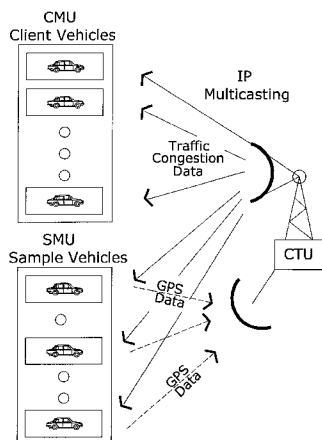 CMU
Client Vehicles
IP
Multicasting
Traffic
Congestion
Data
SMU
Sample Vehicles
CTU
GPS
Data
GPS
Data